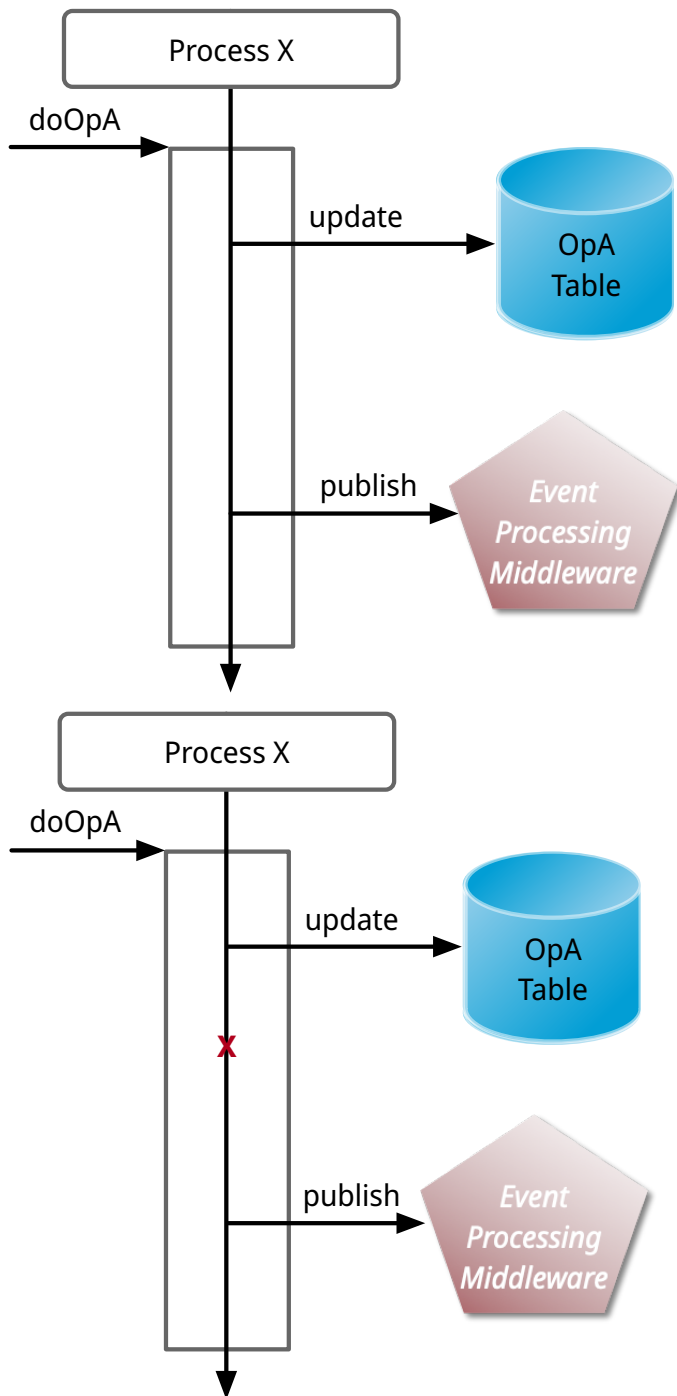 Process X
doOpA
update
OpA
Table
publish
Event
Processing
Middleware
Process X
doOpA
update
OpA
Table
X
publish
Event
Processing
Middleware